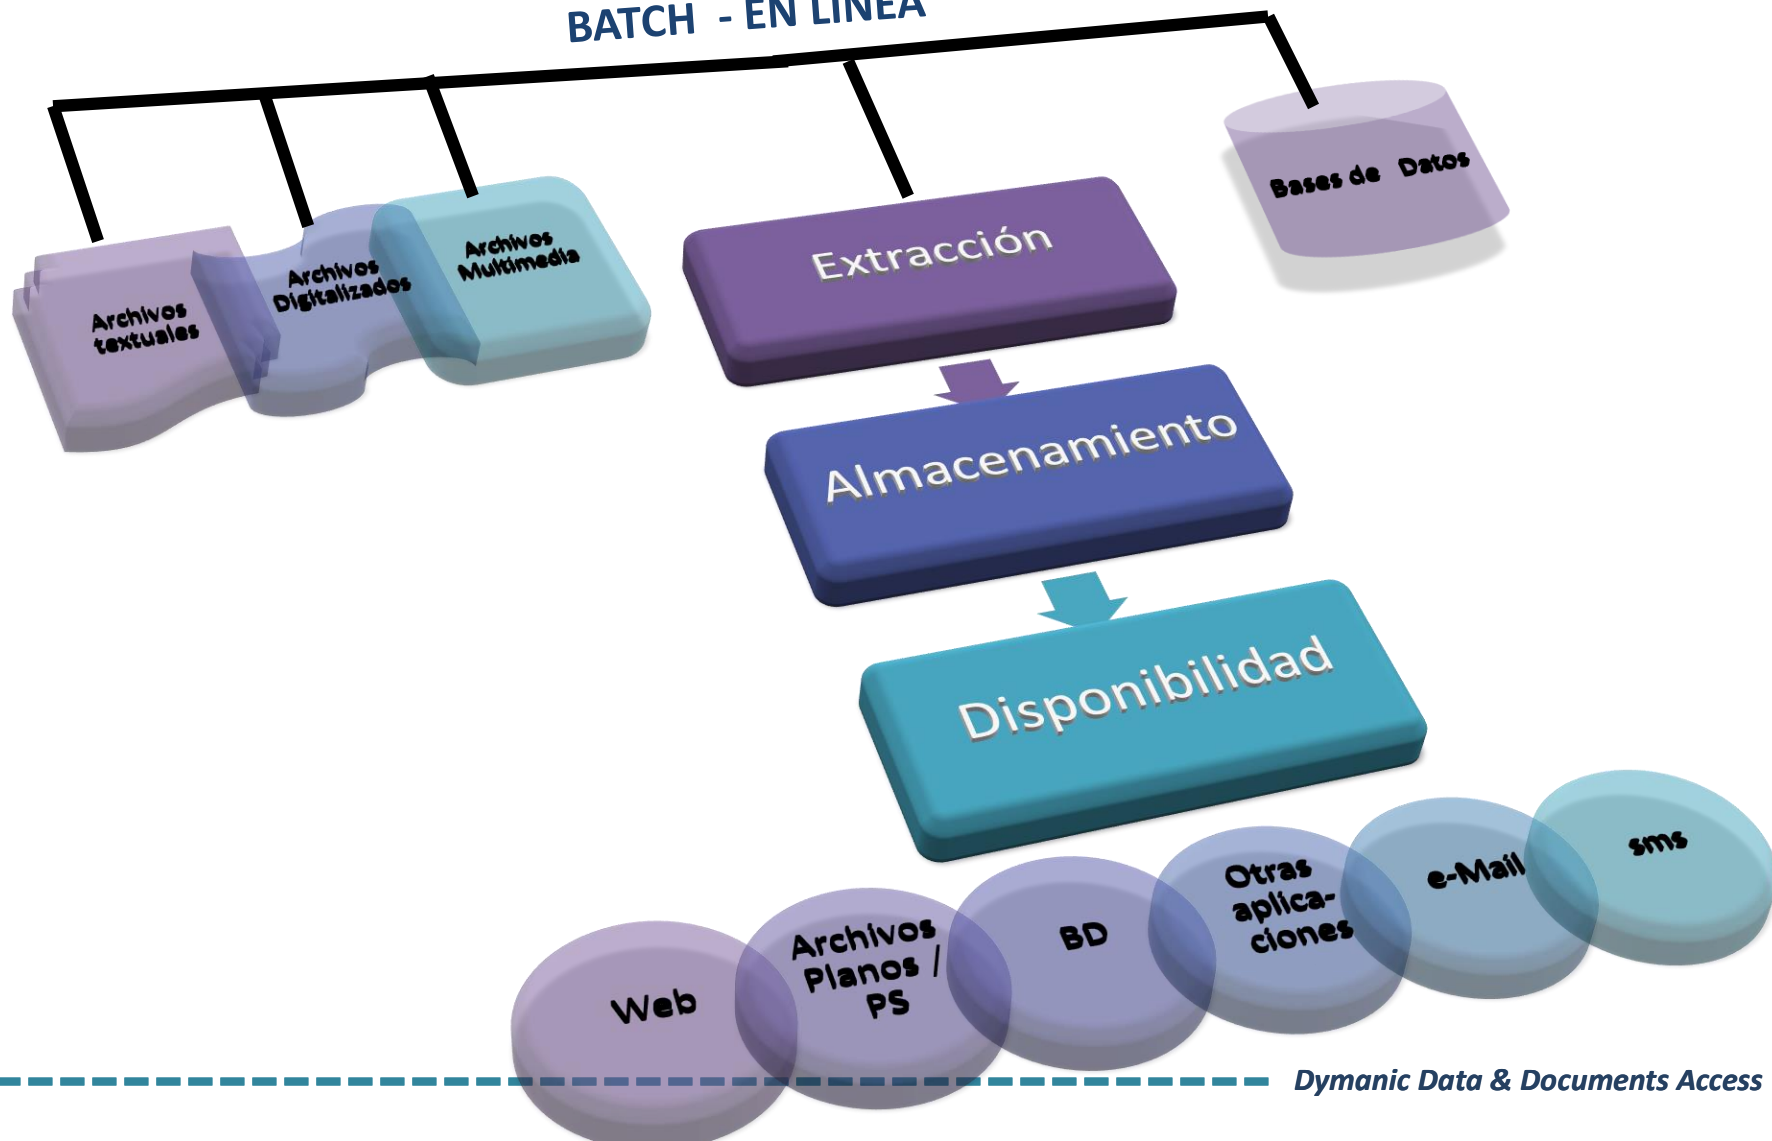 BATCH - EN LINEA
Bases de Datos
Archivos
Multimedia
Archivos
Digitalizados
Archivos
textuales
Extracción
Almacenamiento
Disponibilidad
sms
e-Mail
Otras
aplica-
ciones
BD
Archivos
Planos /
PS
Web
Dymanic Data & Documents Access